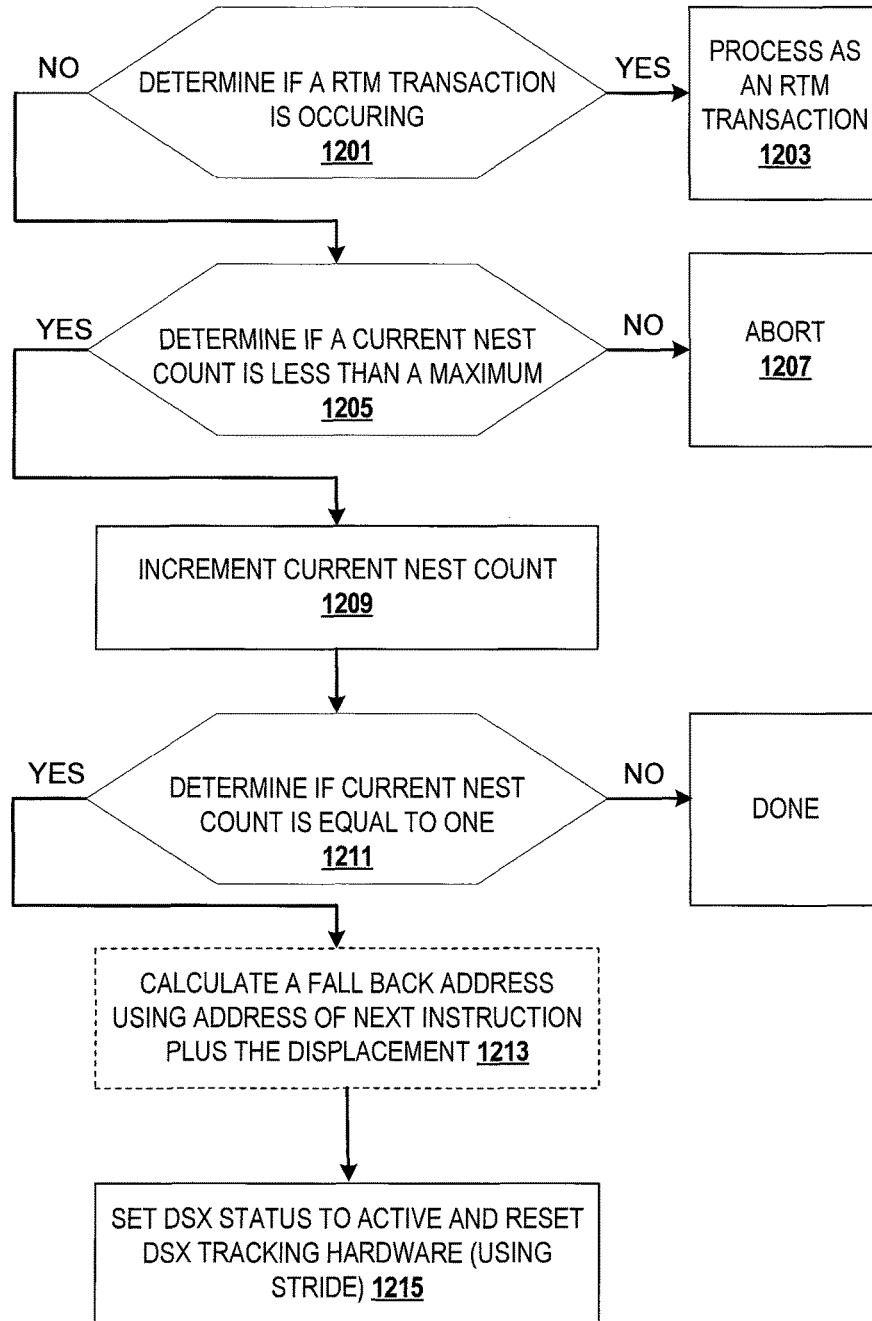 NO
DETERMINE IF A RTM TRANSACTION
IS OCCURING
1201
YES
PROCESS AS
AN RTM
TRANSACTION
1203
YES
DETERMINE IF A CURRENT NEST
COUNT IS LESS THAN A MAXIMUM
1205
NO
ABORT
1207
INCREMENT CURRENT NEST COUNT
1209
YES
DETERMINE IF CURRENT NEST
COUNT IS EQUAL TO ONE
1211
NO
DONE
CALCULATE A FALL BACK ADDRESS
USING ADDRESS OF NEXT INSTRUCTION
PLUS THE DISPLACEMENT 1213
SET DSX STATUS TO ACTIVE AND RESET
DSX TRACKING HARDWARE (USING
STRIDE) 1215